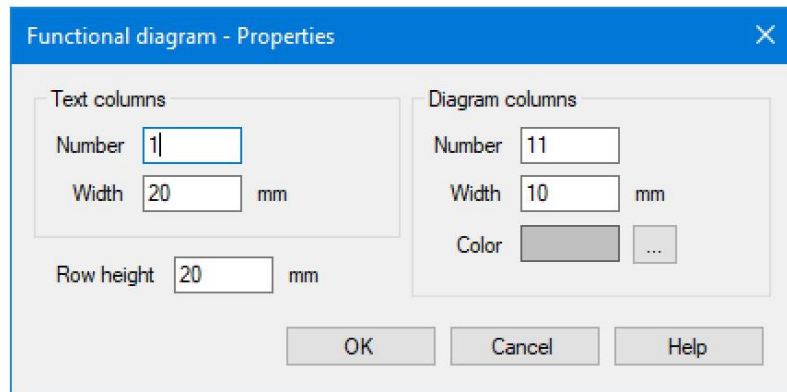 Functional diagram - Properties
Text columns
Number 1
Width 20 mm
Row height 20 mm
Diagram columns
Number 11
Width 10 mm
Color ...
OK Cancel Help